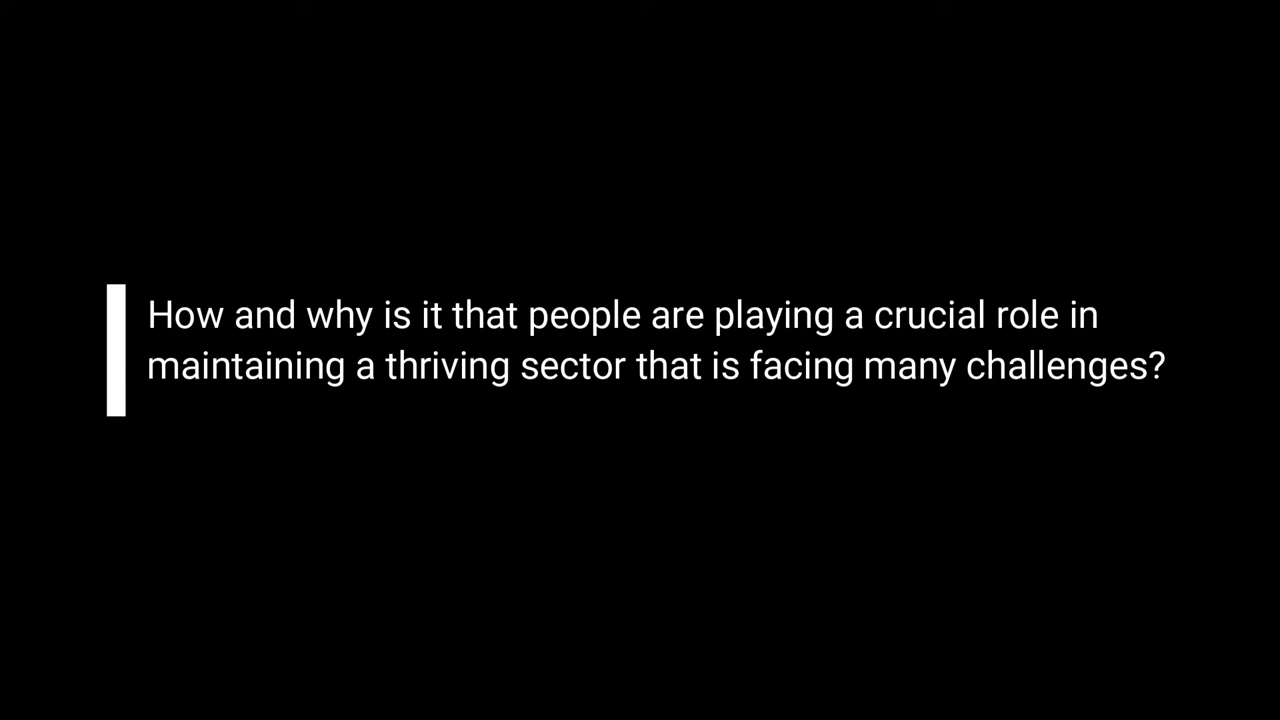 How and why is it that people are playing a crucial role in
maintaining a thriving sector that is facing many challenges?